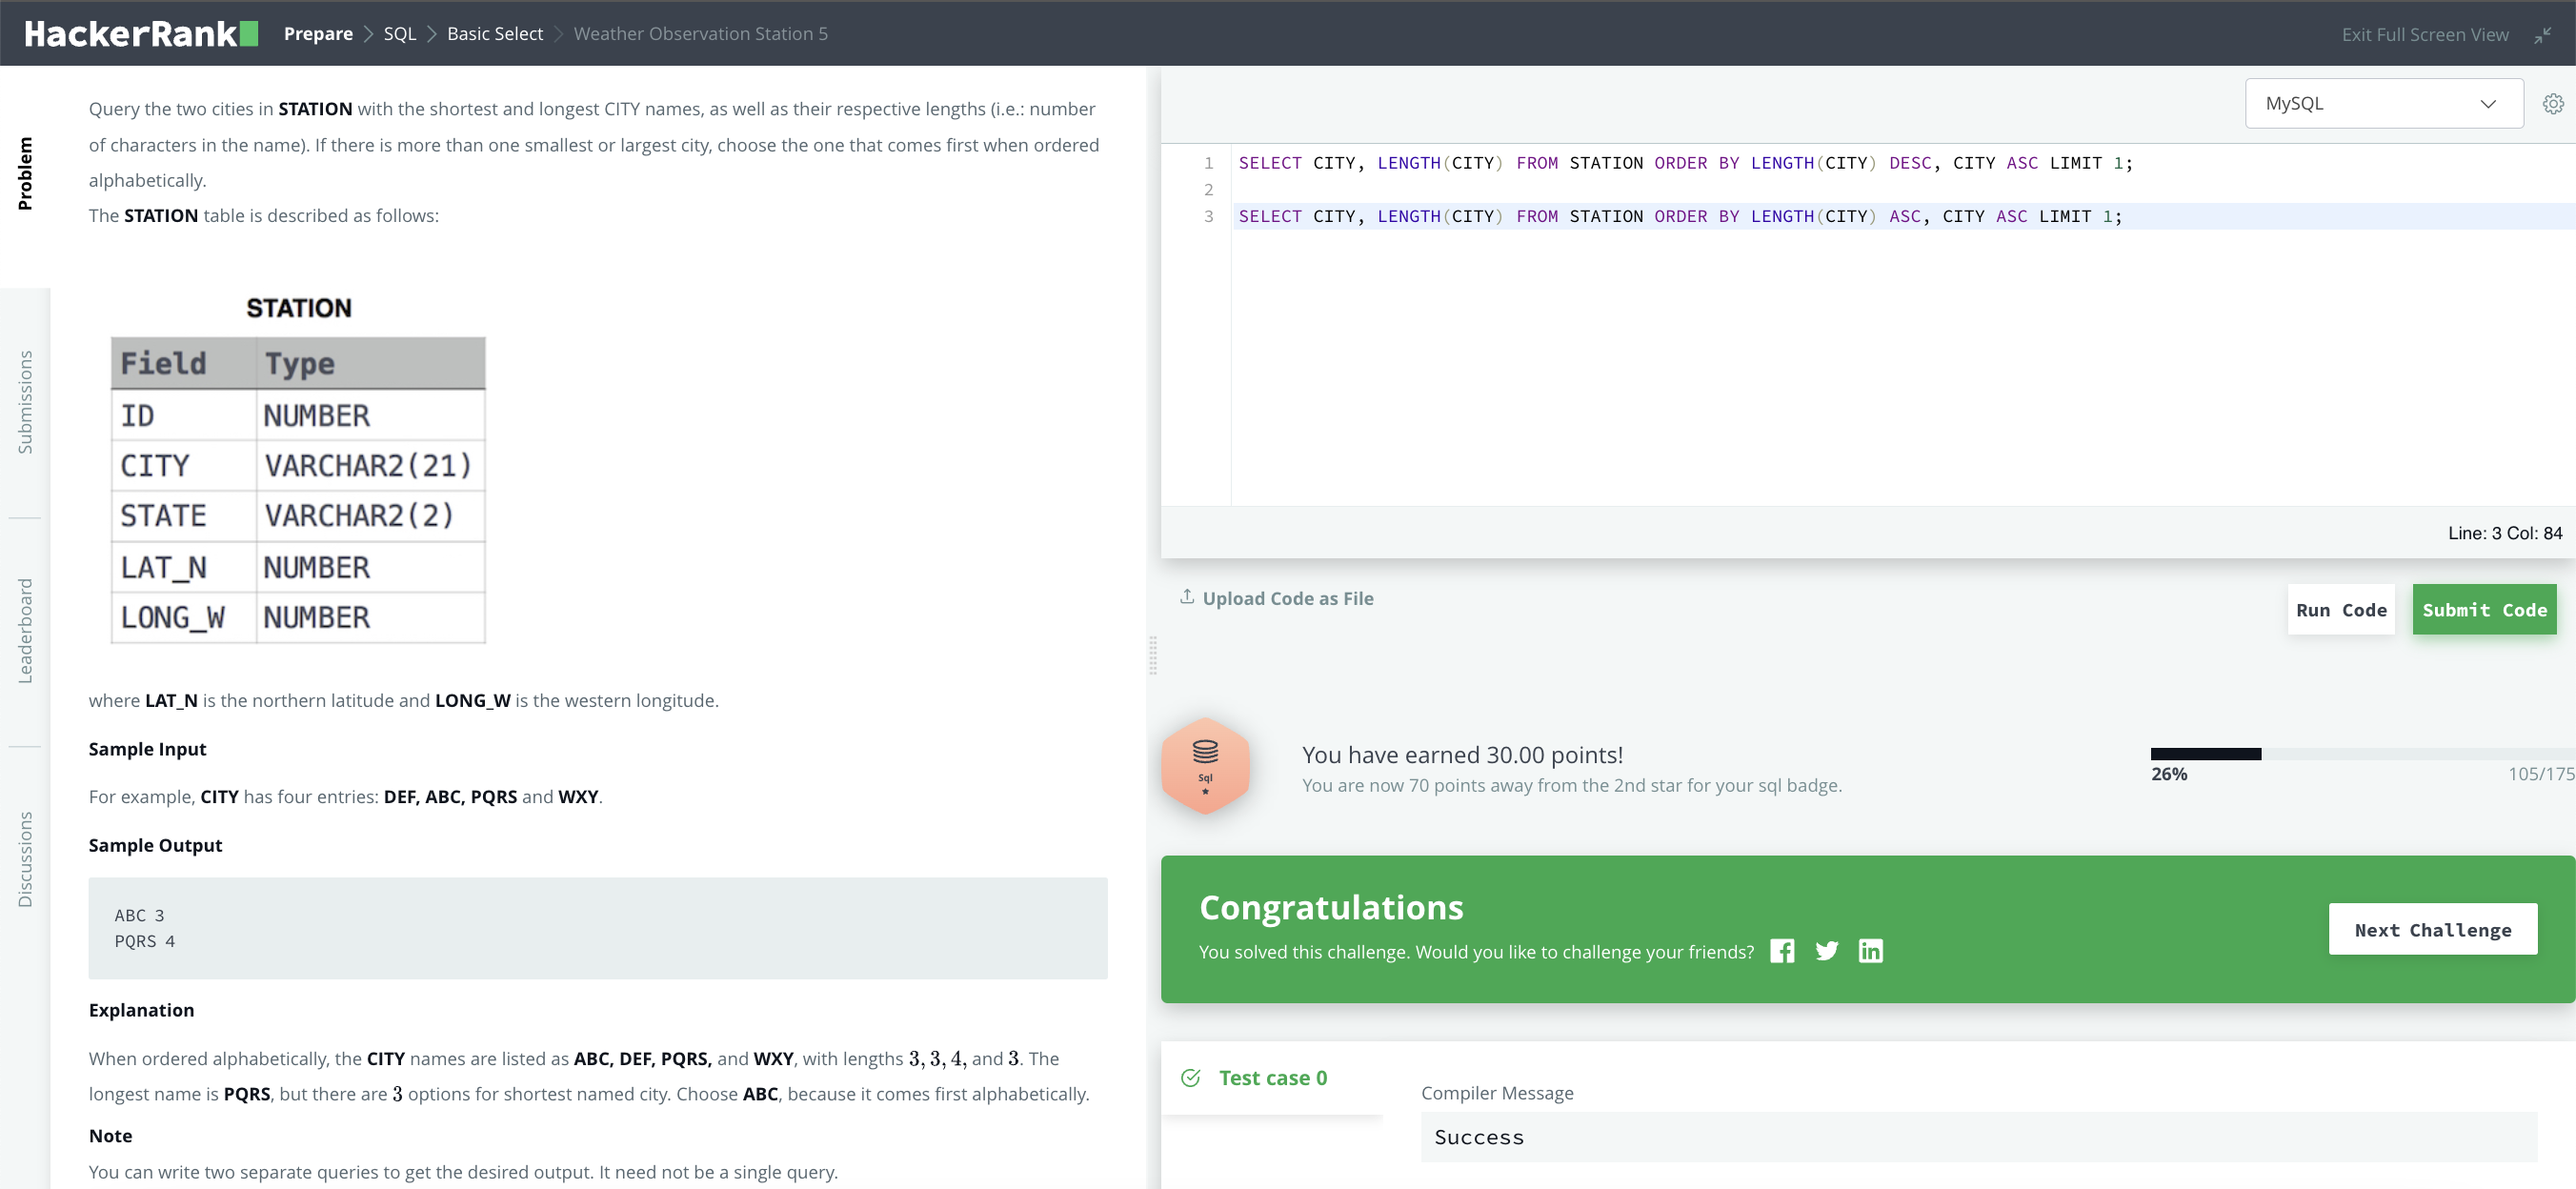 HackerRank Prepare > SQL > Basic Select > Weather Observation Station 5 Exit Full Screen View
Problem
Submissions
Leaderboard
Discussions
Query the two cities in STATION with the shortest and longest CITY names, as well as their respective lengths (i.e.: number
of characters in the name). If there is more than one smallest or largest city, choose the one that comes first when ordered
alphabetically.
The STATION table is described as follows:
STATION
Field Type
ID NUMBER
CITY VARCHAR2(21)
STATE VARCHAR2(2)
LAT_N NUMBER
LONG_W NUMBER
where LAT_N is the northern latitude and LONG_W is the western longitude.
Sample Input
For example, CITY has four entries: DEF, ABC, PQRS and WXY.
Sample Output
ABC 3
PQRS 4
Explanation
When ordered alphabetically, the CITY names are listed as ABC, DEF, PQRS, and WXY, with lengths 3, 3, 4, and 3. The
longest name is PQRS, but there are 3 options for shortest named city. Choose ABC, because it comes first alphabetically.
Note
You can write two separate queries to get the desired output. It need not be a single query.
MySQL
1 SELECT CITY, LENGTH(CITY) FROM STATION ORDER BY LENGTH(CITY) DESC, CITY ASC LIMIT 1;
2
3 SELECT CITY, LENGTH(CITY) FROM STATION ORDER BY LENGTH(CITY) ASC, CITY ASC LIMIT 1;
Line: 3 Col: 84
Upload Code as File
Run Code
Submit Code
Sql
You have earned 30.00 points!
You are now 70 points away from the 2nd star for your sql badge.
26% 105/175
Congratulations
You solved this challenge. Would you like to challenge your friends?
Next Challenge
Test case 0
Compiler Message
Success